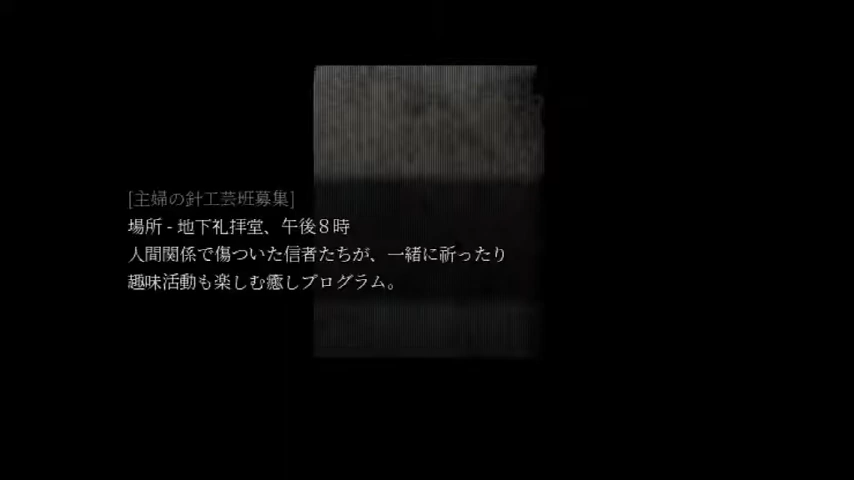 [主婦の針工芸班募集]
場所 - 地下礼拝堂、午後８時
人間関係で傷ついた信者たちが、一緒に祈ったり
趣味活動も楽しむ癒しプログラム。